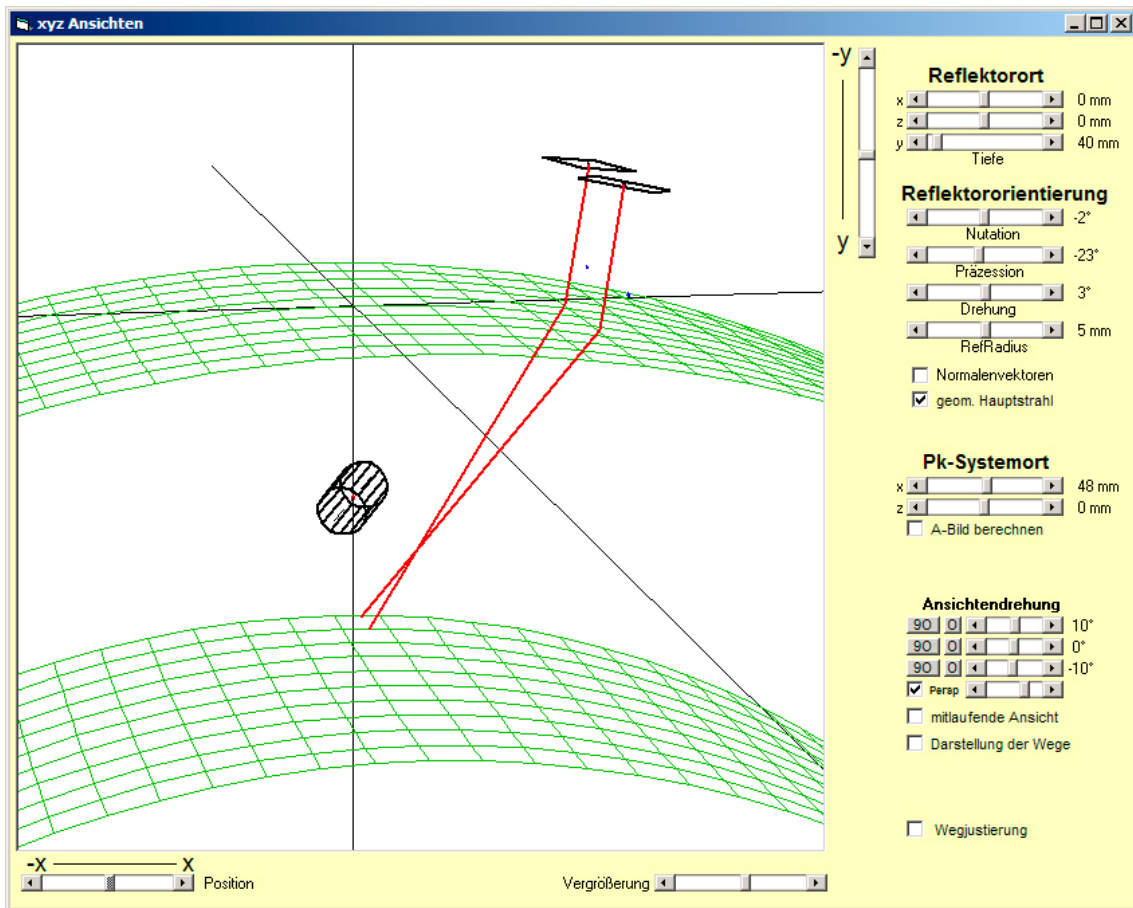 xyz Ansichten
-y
y
Reflektorort
x 0 mm
z 0 mm
y 40 mm
Tiefe
Reflektororientierung
-2°
Nutation
-23°
Präzession
3°
Drehung
5 mm
RefRadius
Normalenvektoren
geom. Hauptstrahl
Pk-Systemort
x 48 mm
z 0 mm
A-Bild berechnen
Ansichtendrehung
90 0 10°
90 0 0°
90 0 -10°
Persp
mitlaufende Ansicht
Darstellung der Wege
Wegjustierung
-X X
Position
Vergrößerung